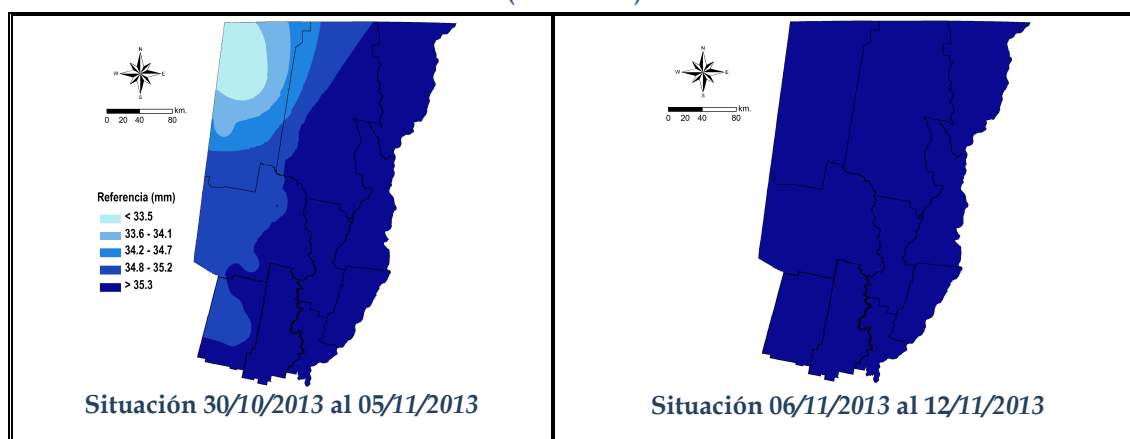 N
W E
S
km.
0 20 40 80
Referencia (mm)
< 33.5
33.6 - 34.1
34.2 - 34.7
34.8 - 35.2
> 35.3
Situación 30/10/2013 al 05/11/2013
N
W E
S
km.
0 20 40 80
Situación 06/11/2013 al 12/11/2013